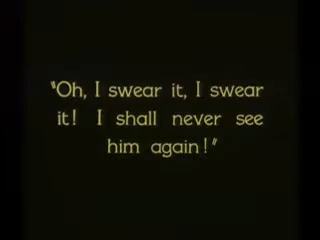 "Oh, I swear it, I swear
it! I shall never see
him again!"